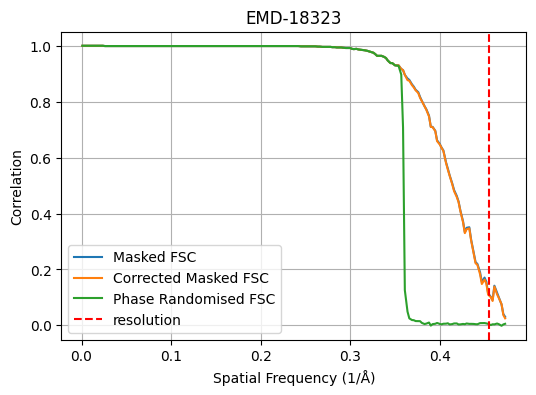 EMD-18323
1.0
0.8
0.6
0.4
0.2
0.0
Correlation
Masked FSC
Corrected Masked FSC
Phase Randomised FSC
resolution
0.0 0.1 0.2 0.3 0.4
Spatial Frequency (1/Å)